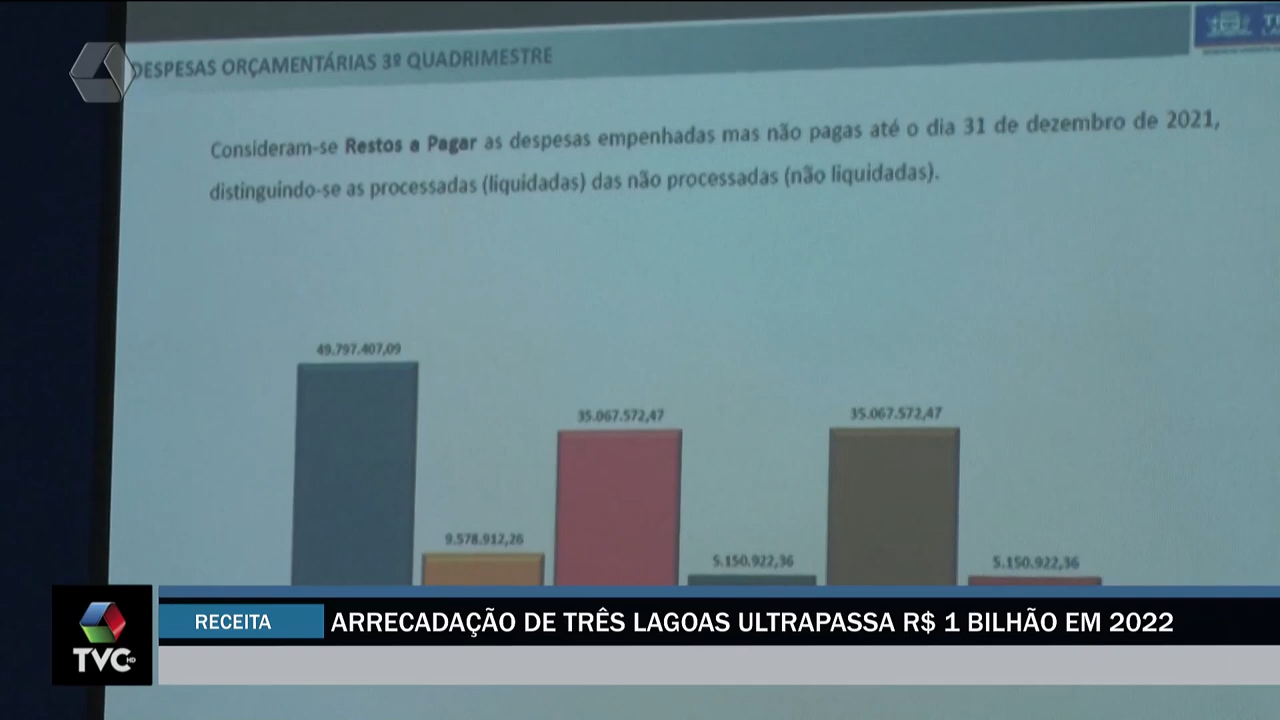 DESPESAS ORÇAMENTÁRIAS 3º QUADRIMESTRE
Consideram-se Restos a Pagar as despesas empenhadas mas não pagas até o dia 31 de dezembro de 2021,
distinguindo-se as processadas (liquidadas) das não processadas (não liquidadas).
49.797.407,09
9.578.912,26
35.067.572,47
5.150.922,36
35.067.572,47
5.150.922,36
RECEITA
ARRECADAÇÃO DE TRÊS LAGOAS ULTRAPASSA R$ 1 BILHÃO EM 2022
TVC HD